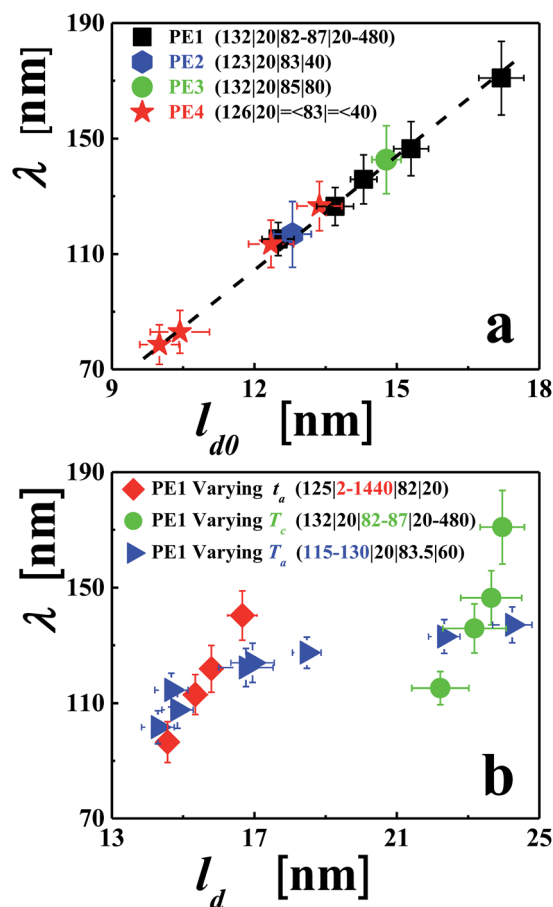 λ [nm]
190
150
110
70
PE1 (132|20|82-87|20-480)
PE2 (123|20|83|40)
PE3 (132|20|85|80)
PE4 (126|20|=<83|=<40)
a
9 12 15 18
l_d0 [nm]
λ [nm]
190
150
110
70
PE1 Varying t_a (125|2-1440|82|20)
PE1 Varying T_c (132|20|82-87|20-480)
PE1 Varying T_a (115-130|20|83.5|60)
b
13 17 21 25
l_d [nm]